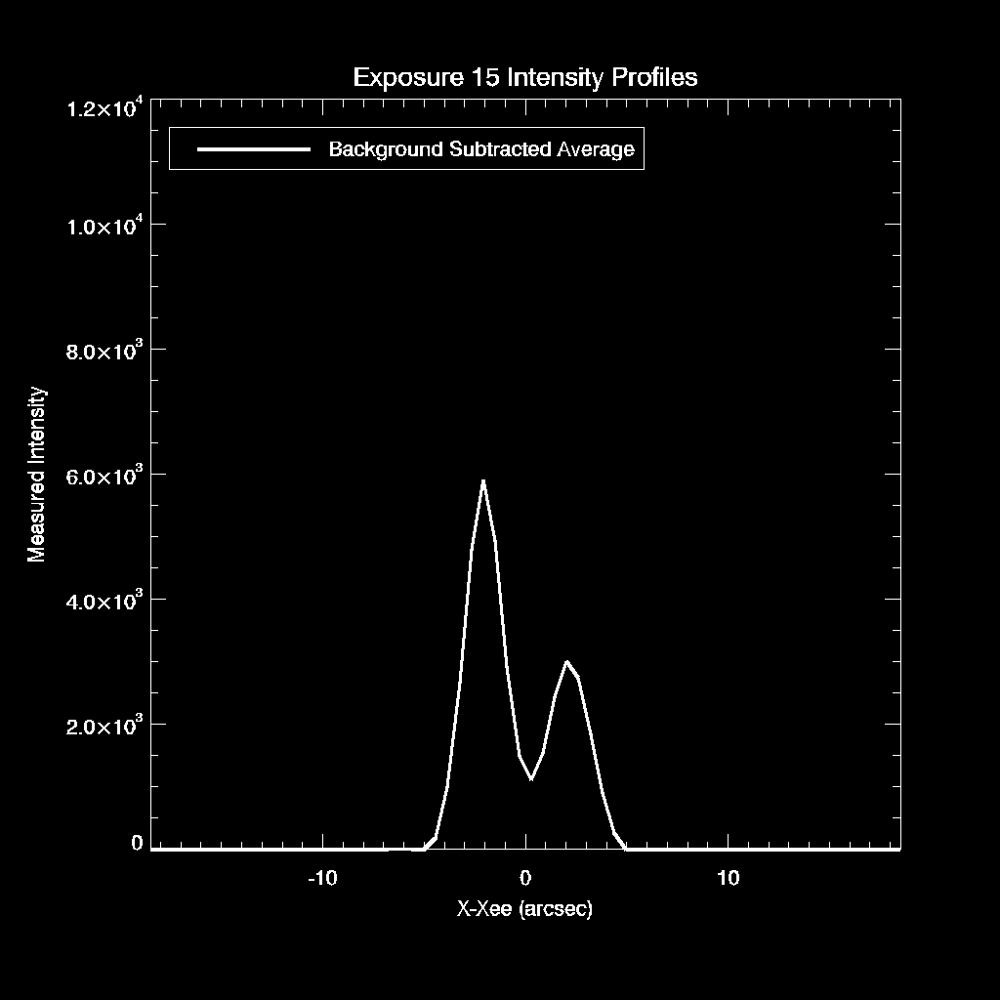 Exposure 15 Intensity Profiles
1.2×10⁴
Background Subtracted Average
1.0×10⁴
8.0×10³
6.0×10³
Measured Intensity
4.0×10³
2.0×10³
0
-10 0 10
X-Xee (arcsec)